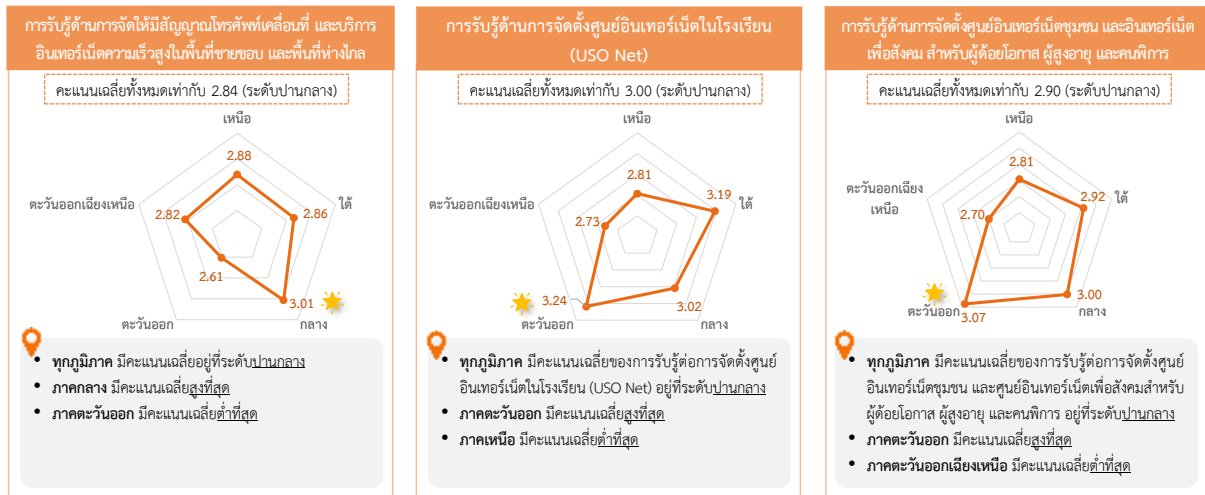 การรับรู้ด้านการจัดให้มีสัญญาณโทรศัพท์เคลื่อนที่ และบริการ
อินเทอร์เน็ตความเร็วสูงในพื้นที่ชายขอบ และพื้นที่ห่างไกล
คะแนนเฉลี่ยทั้งหมดเท่ากับ 2.84 (ระดับปานกลาง)
เหนือ
2.88
ตะวันออกเฉียงเหนือ
2.82
2.86
ใต้
2.61
3.01
ตะวันออก
กลาง
• ทุกภูมิภาค มีคะแนนเฉลี่ยอยู่ที่ระดับปานกลาง
• ภาคกลาง มีคะแนนเฉลี่ยสูงที่สุด
• ภาคตะวันออก มีคะแนนเฉลี่ยต่ำที่สุด
การรับรู้ด้านการจัดตั้งศูนย์อินเทอร์เน็ตในโรงเรียน
(USO Net)
คะแนนเฉลี่ยทั้งหมดเท่ากับ 3.00 (ระดับปานกลาง)
เหนือ
2.81
3.19
ตะวันออกเฉียงเหนือ
ใต้
2.73
3.24
3.02
ตะวันออก
กลาง
• ทุกภูมิภาค มีคะแนนเฉลี่ยของการรับรู้ต่อการจัดตั้งศูนย์
อินเทอร์เน็ตในโรงเรียน (USO Net) อยู่ที่ระดับปานกลาง
• ภาคตะวันออก มีคะแนนเฉลี่ยสูงที่สุด
• ภาคเหนือ มีคะแนนเฉลี่ยต่ำที่สุด
การรับรู้ด้านการจัดตั้งศูนย์อินเทอร์เน็ตชุมชน และอินเทอร์เน็ต
เพื่อสังคม สำหรับผู้ด้อยโอกาส ผู้สูงอายุ และคนพิการ
คะแนนเฉลี่ยทั้งหมดเท่ากับ 2.90 (ระดับปานกลาง)
เหนือ
2.81
ตะวันออกเฉียง
เหนือ
2.92
ใต้
2.70
3.00
ตะวันออก
กลาง
3.07
• ทุกภูมิภาค มีคะแนนเฉลี่ยของการรับรู้ต่อการจัดตั้งศูนย์
อินเทอร์เน็ตชุมชน และศูนย์อินเทอร์เน็ตเพื่อสังคมสำหรับ
ผู้ด้อยโอกาส ผู้สูงอายุ และคนพิการ อยู่ที่ระดับปานกลาง
• ภาคตะวันออก มีคะแนนเฉลี่ยสูงที่สุด
• ภาคตะวันออกเฉียงเหนือ มีคะแนนเฉลี่ยต่ำที่สุด